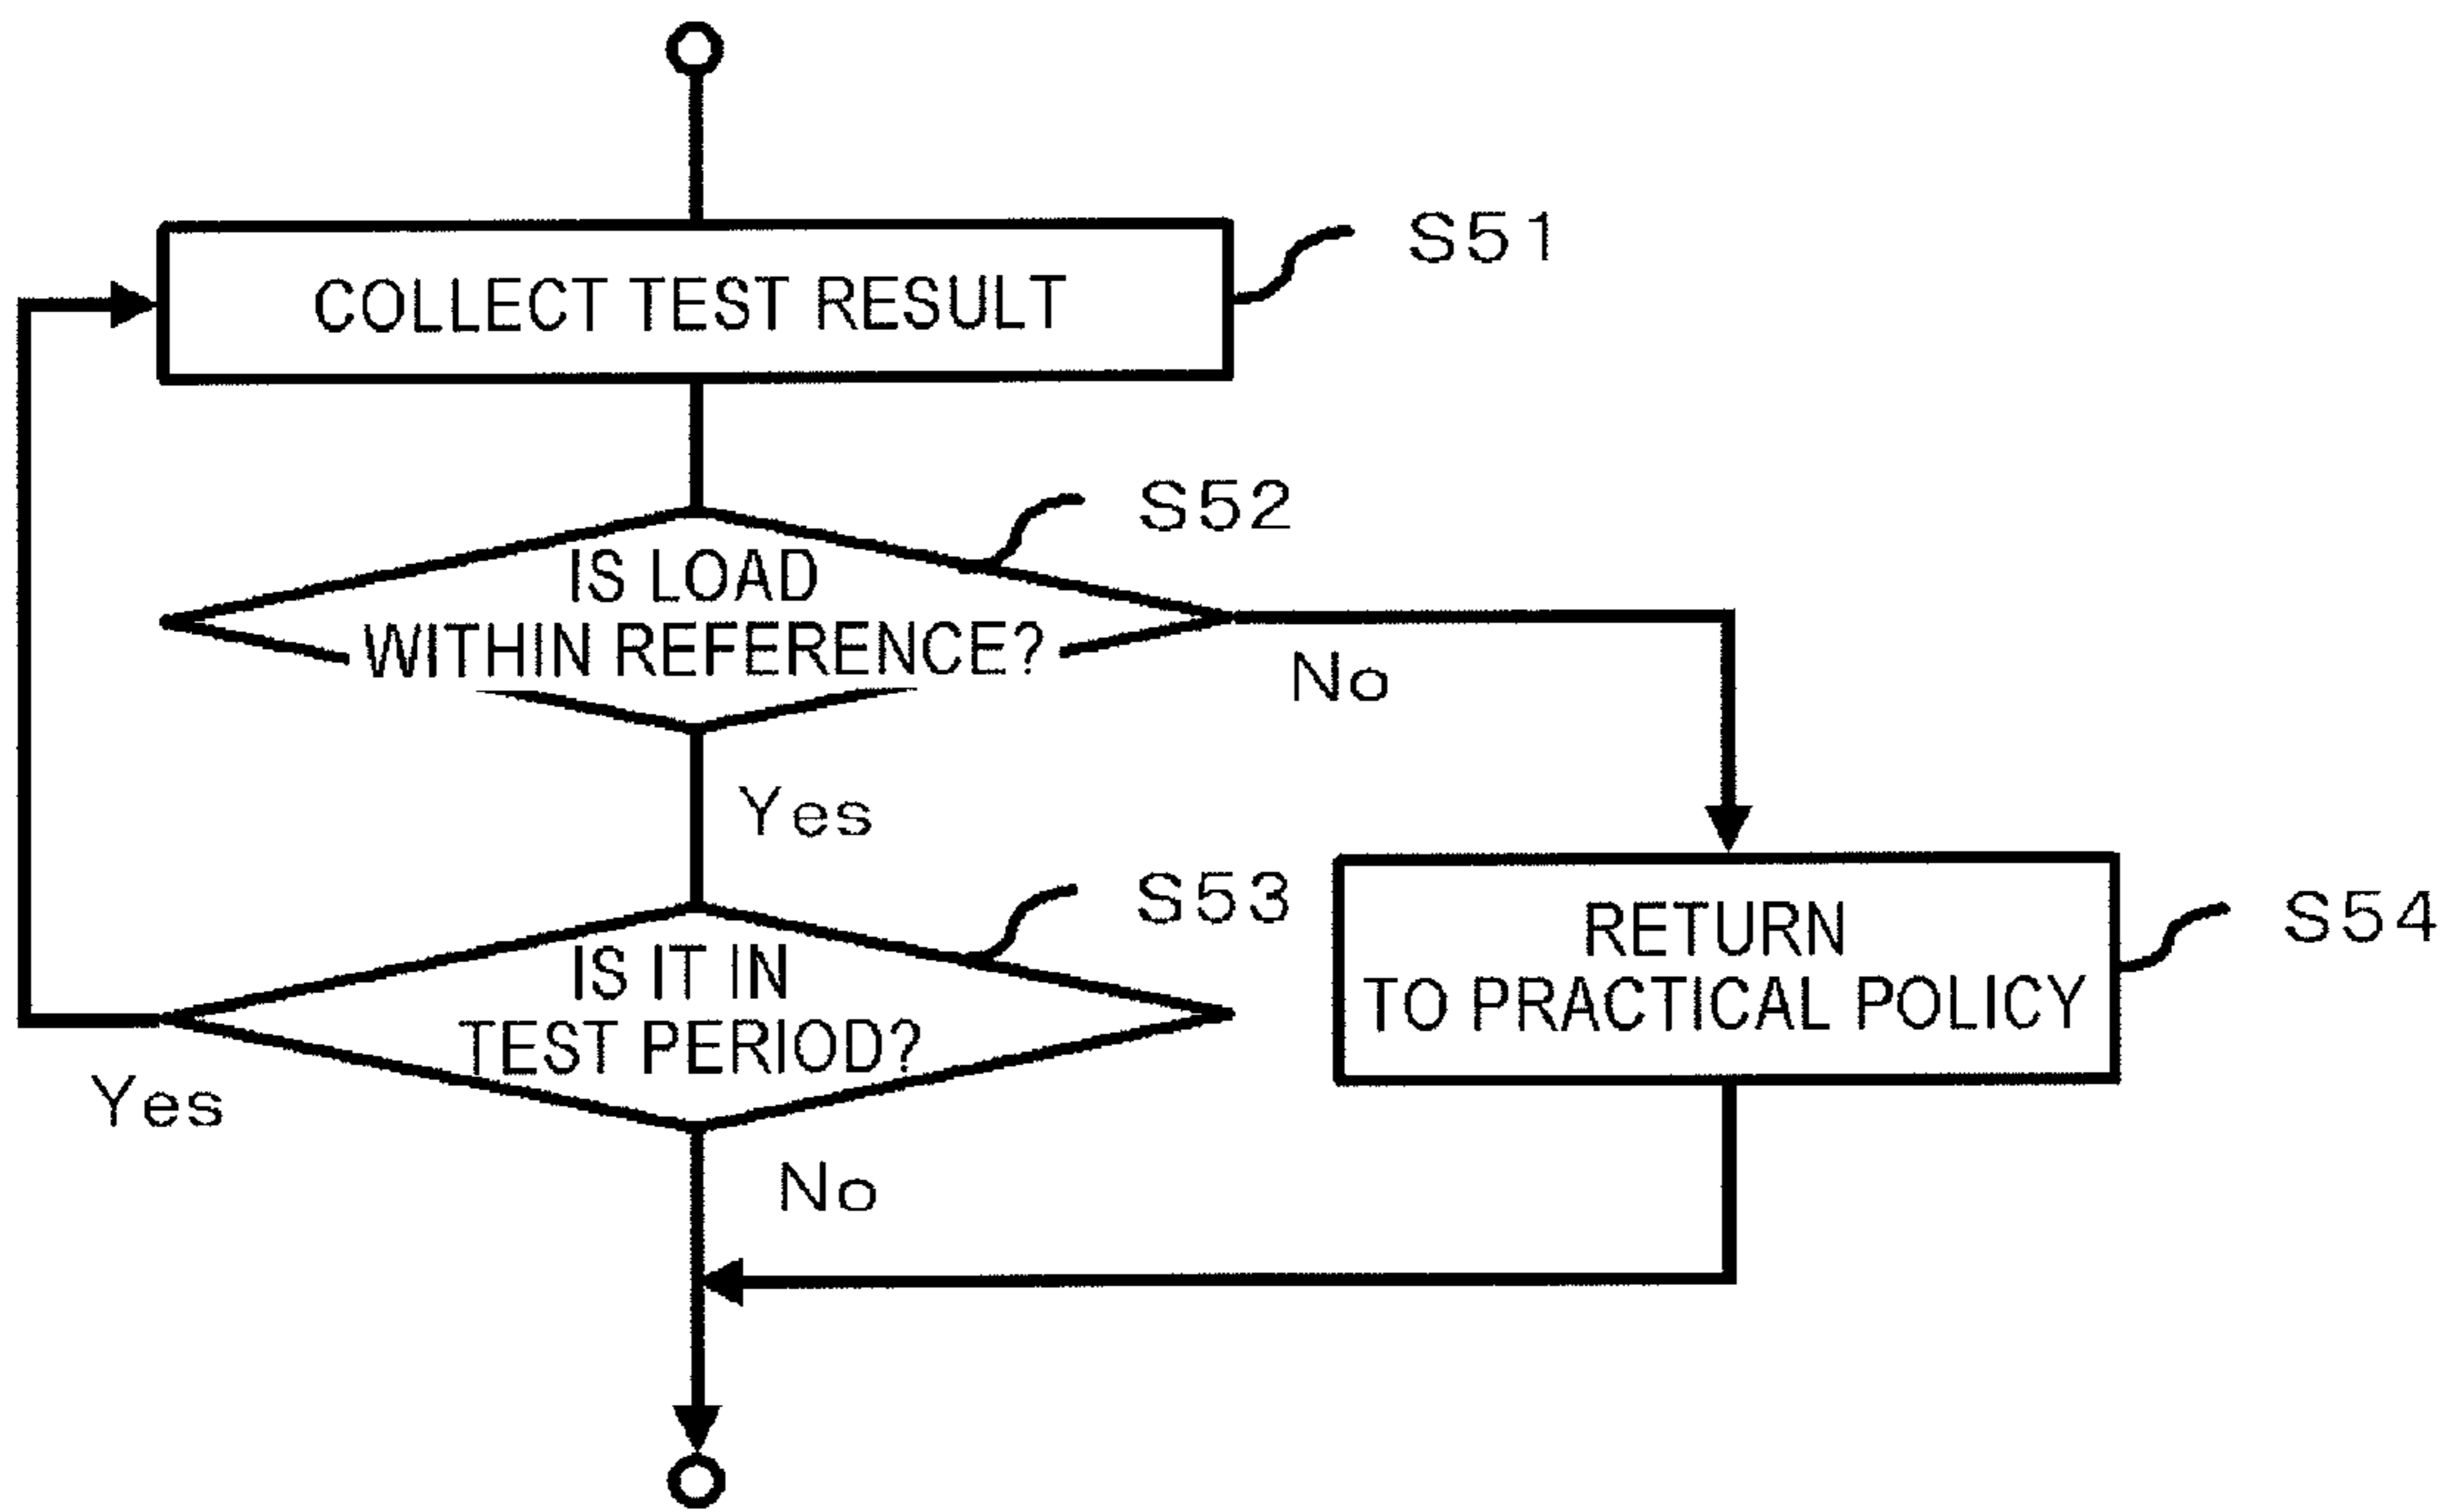 COLLECT TEST RESULT
S51
S52
IS LOAD
WITHIN REFERENCE?
No
Yes
S53
IS IT IN
TEST PERIOD?
Yes
No
RETURN
TO PRACTICAL POLICY
S54